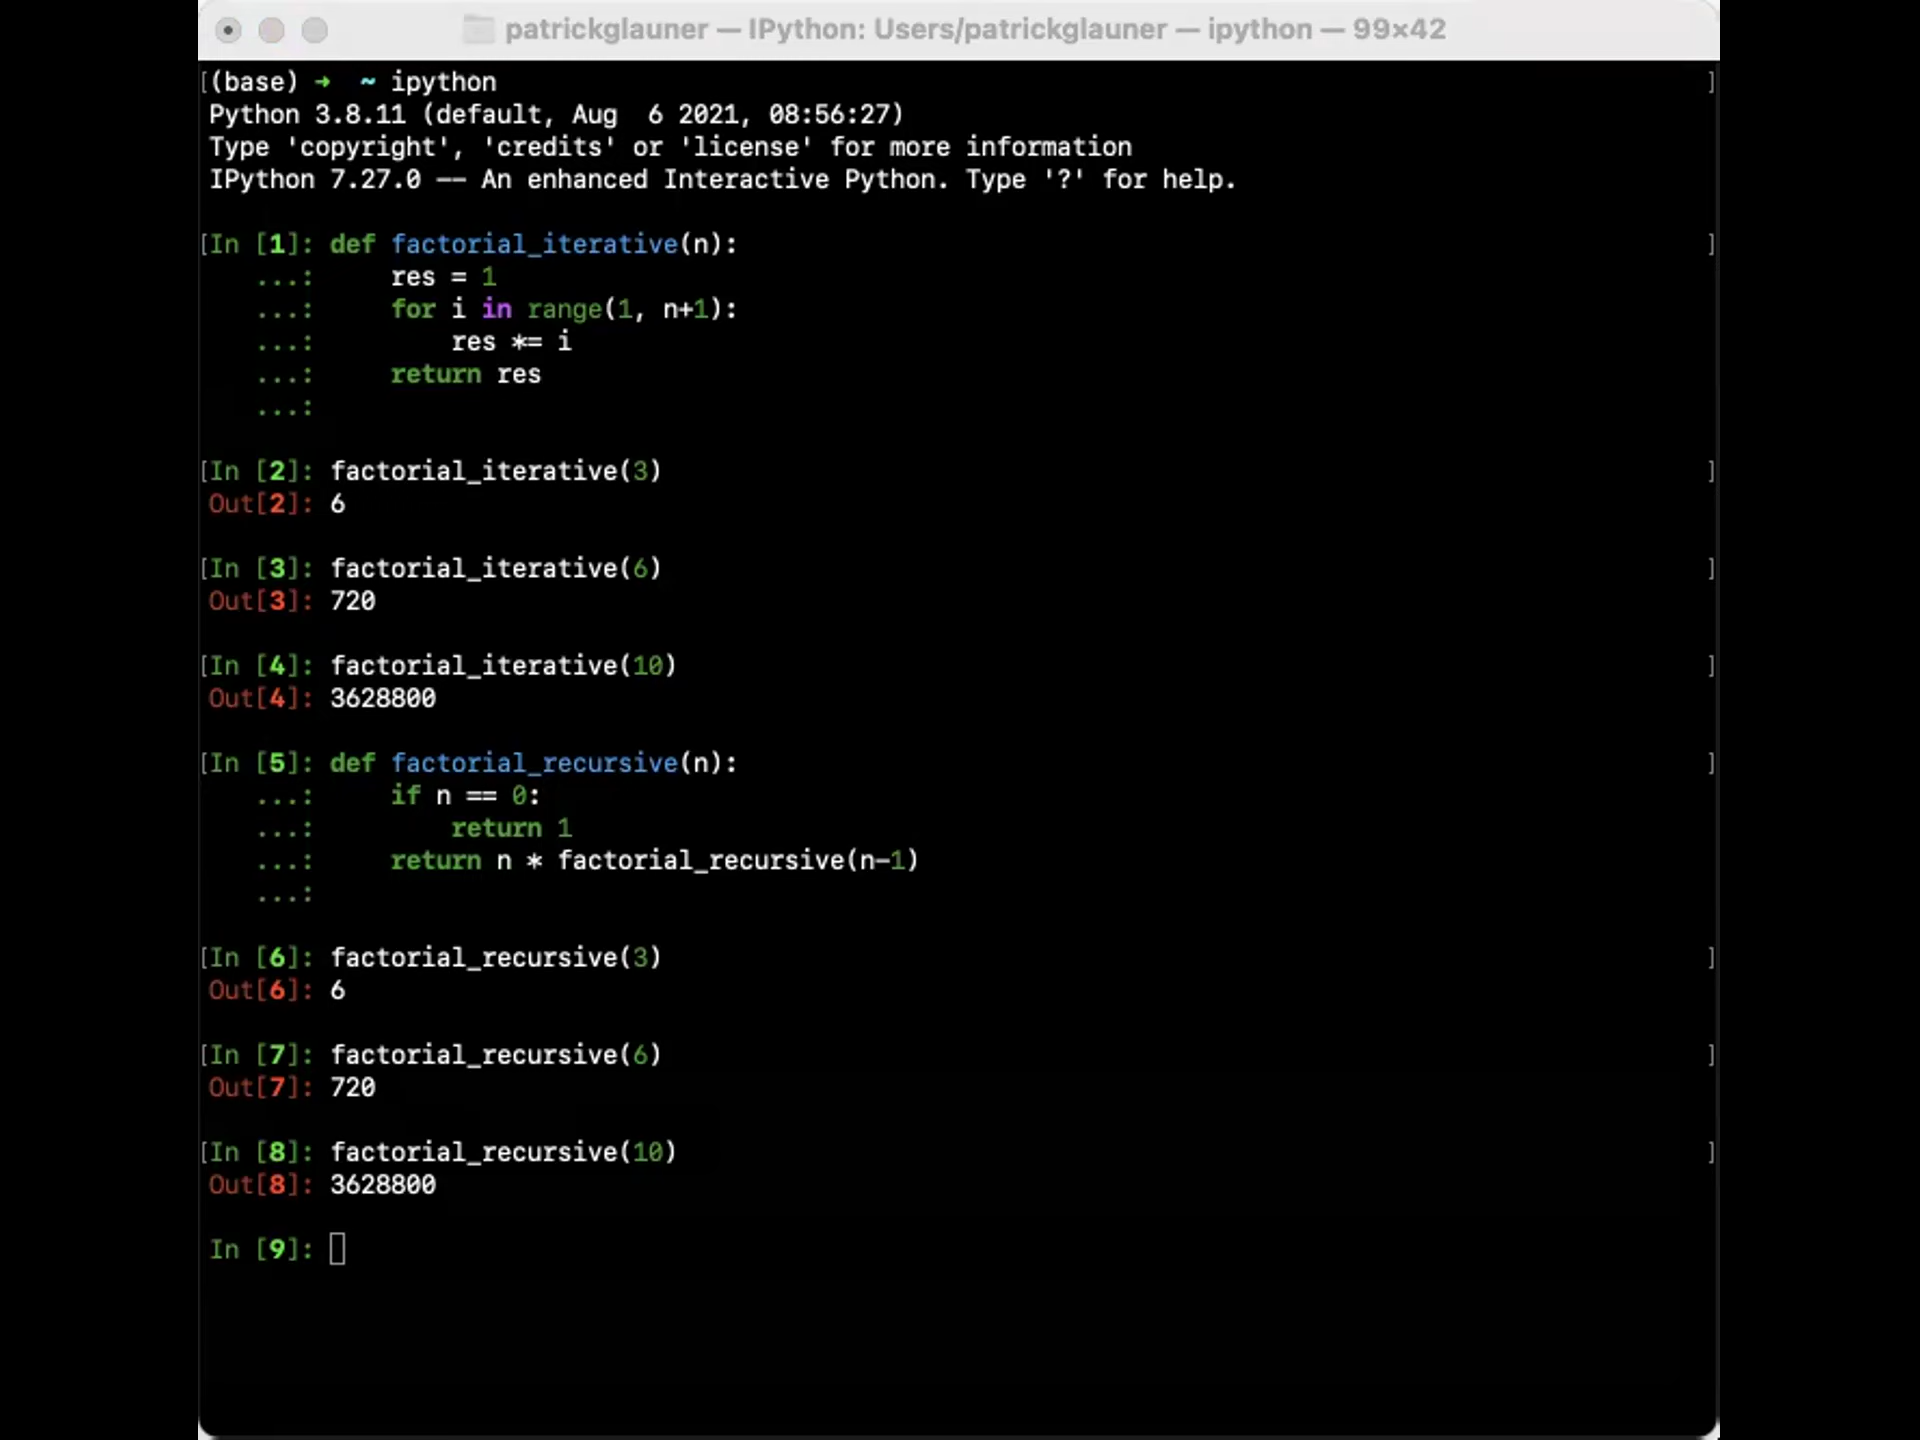 patrickglauner — IPython: Users/patrickglauner — ipython — 99×42
(base) ➜  ~ ipython
Python 3.8.11 (default, Aug  6 2021, 08:56:27)
Type 'copyright', 'credits' or 'license' for more information
IPython 7.27.0 -- An enhanced Interactive Python. Type '?' for help.
In [1]: def factorial_iterative(n):
   ...:     res = 1
   ...:     for i in range(1, n+1):
   ...:         res *= i
   ...:     return res
   ...:
In [2]: factorial_iterative(3)
Out[2]: 6
In [3]: factorial_iterative(6)
Out[3]: 720
In [4]: factorial_iterative(10)
Out[4]: 3628800
In [5]: def factorial_recursive(n):
   ...:     if n == 0:
   ...:         return 1
   ...:     return n * factorial_recursive(n-1)
   ...:
In [6]: factorial_recursive(3)
Out[6]: 6
In [7]: factorial_recursive(6)
Out[7]: 720
In [8]: factorial_recursive(10)
Out[8]: 3628800
In [9]: